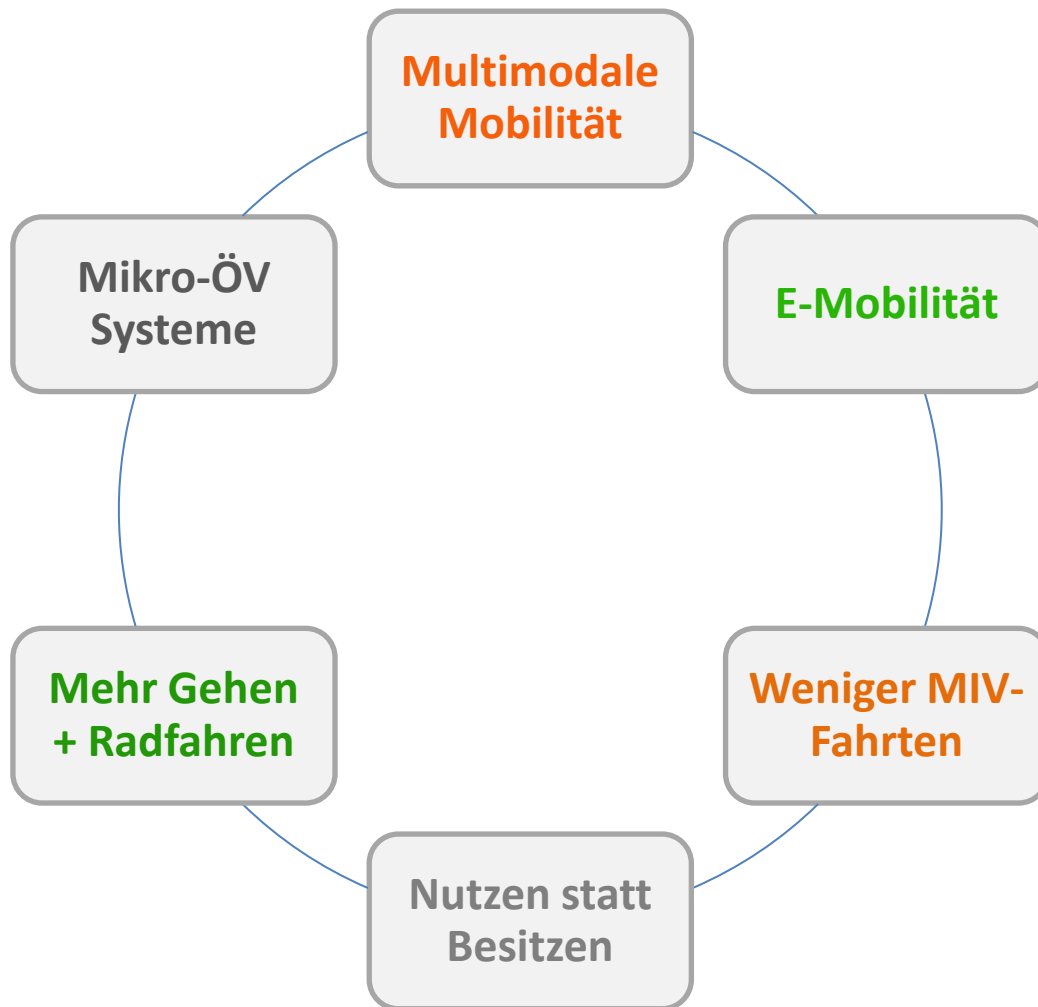 Multimodale
Mobilität
Mikro-ÖV
Systeme
E-Mobilität
Mehr Gehen
+ Radfahren
Weniger MIV-
Fahrten
Nutzen statt
Besitzen